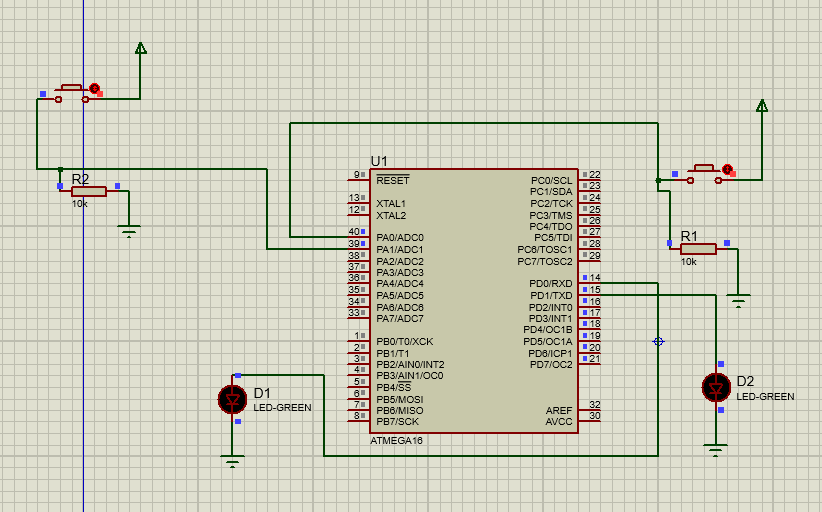 R2
10k
U1
9
RESET
13
XTAL1
12
XTAL2
40
PA0/ADC0
39
PA1/ADC1
38
PA2/ADC2
37
PA3/ADC3
36
PA4/ADC4
35
PA5/ADC5
34
PA6/ADC6
33
PA7/ADC7
1
PB0/T0/XCK
2
PB1/T1
3
PB2/AIN0/INT2
4
PB3/AIN1/OC0
5
PB4/SS
6
PB5/MOSI
7
PB6/MISO
8
PB7/SCK
PC0/SCL
22
PC1/SDA
23
PC2/TCK
24
PC3/TMS
25
PC4/TDO
26
PC5/TDI
27
PC6/TOSC1
28
PC7/TOSC2
29
PD0/RXD
14
PD1/TXD
15
PD2/INT0
16
PD3/INT1
17
PD4/OC1B
18
PD5/OC1A
19
PD6/ICP1
20
PD7/OC2
21
AREF
32
AVCC
30
ATMEGA16
R1
10k
D1
LED-GREEN
D2
LED-GREEN